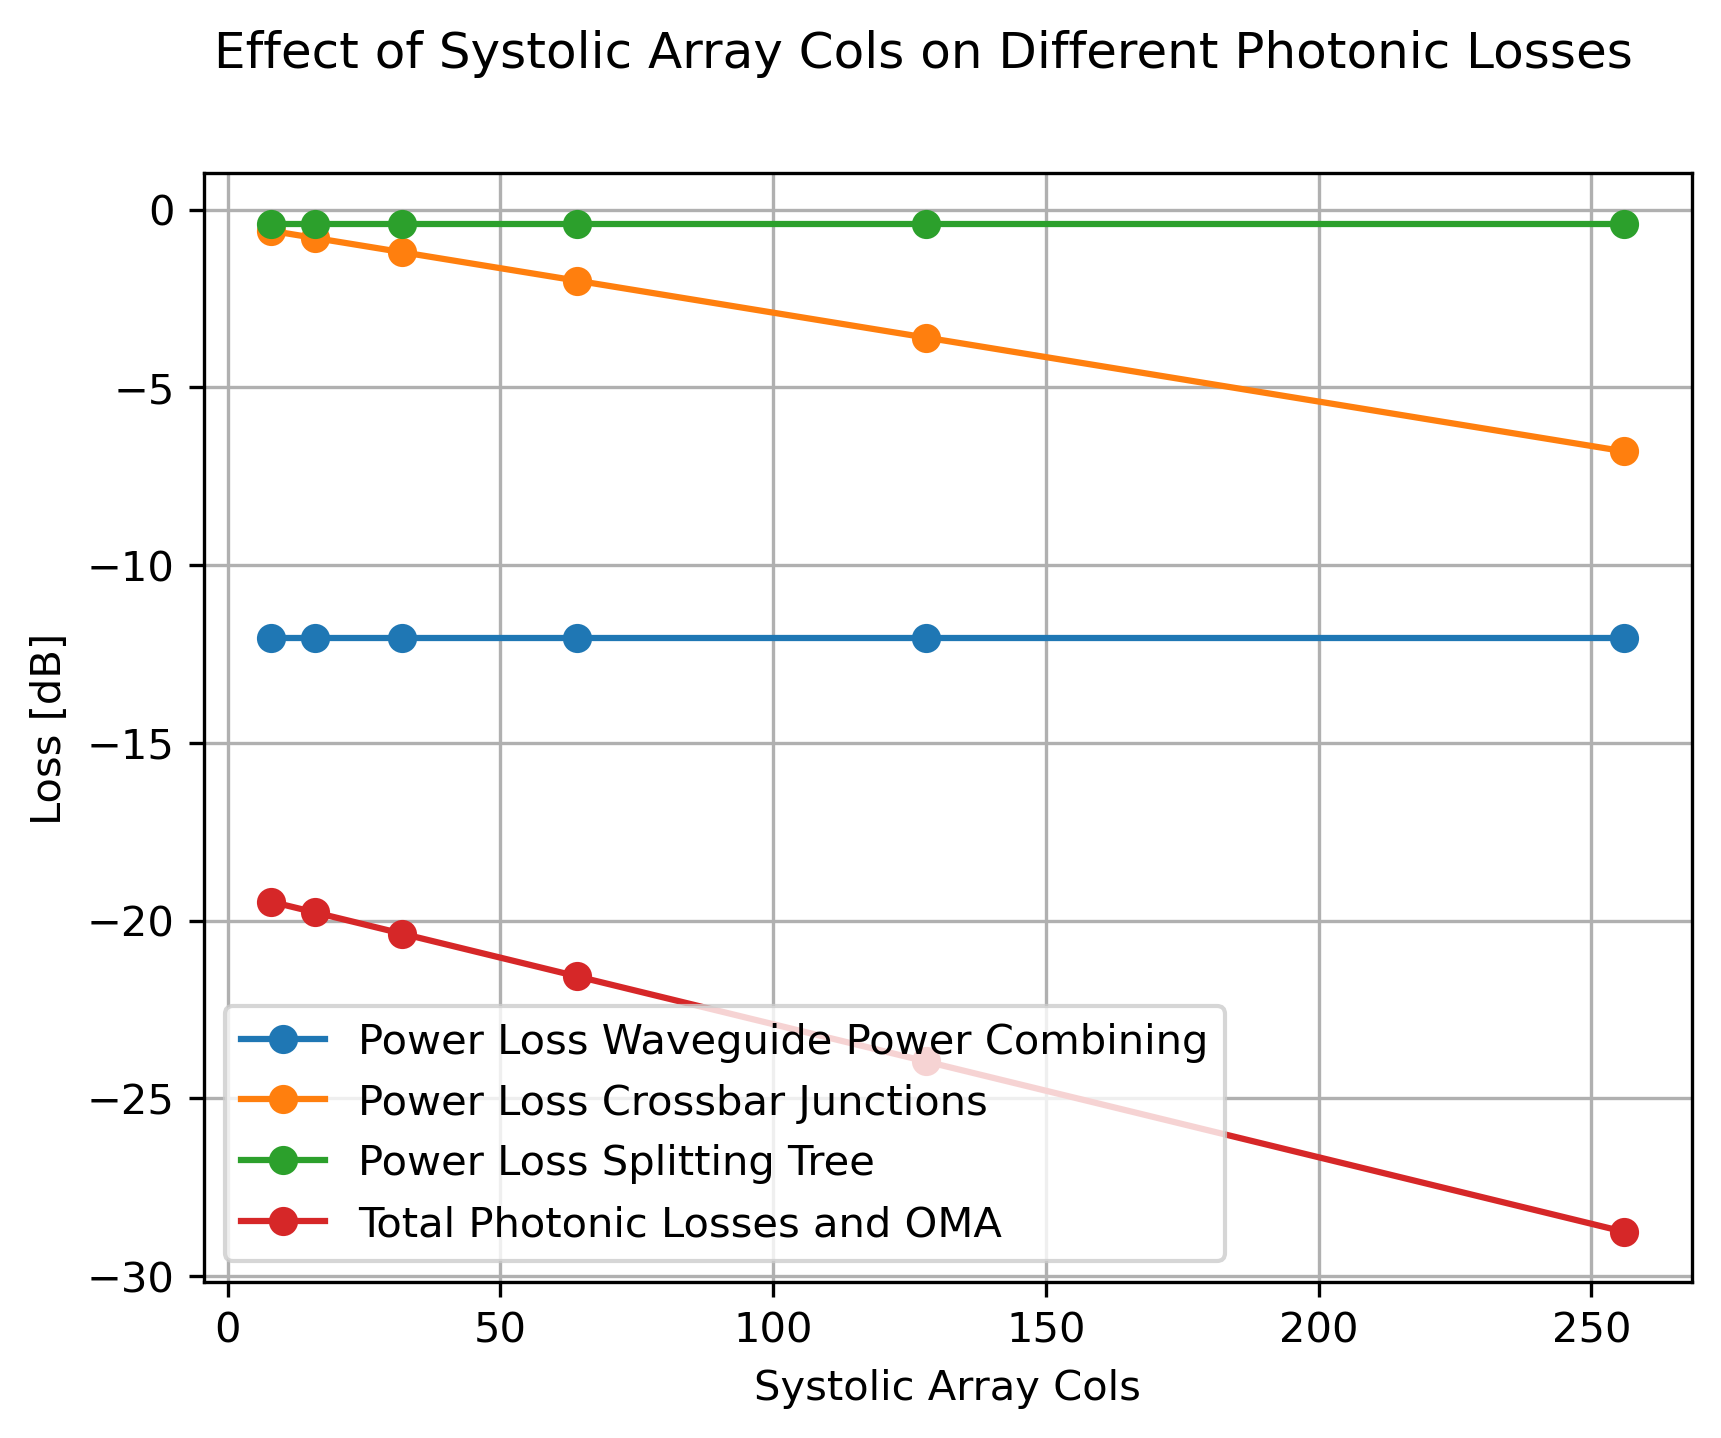 Effect of Systolic Array Cols on Different Photonic Losses
0
−5
−10
−15
−20
−25
−30
Loss [dB]
Power Loss Waveguide Power Combining
Power Loss Crossbar Junctions
Power Loss Splitting Tree
Total Photonic Losses and OMA
0 50 100 150 200 250
Systolic Array Cols